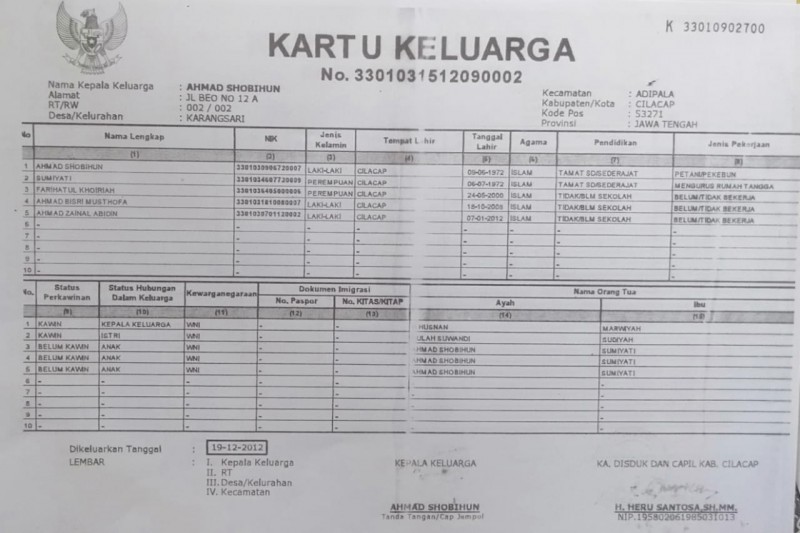 K 33010902700
KARTU KELUARGA
No. 3301031512090002
Nama Kepala Keluarga : AHMAD SHOBIHUN
Alamat : JL BEO NO 12 A
RT/RW : 002 / 002
Desa/Kelurahan : KARANGSARI
Kecamatan : ADIPALA
Kabupaten/Kota : CILACAP
Kode Pos : 53271
Provinsi : JAWA TENGAH
No Nama Lengkap NIK Jenis Kelamin Tempat Lahir Tanggal Lahir Agama Pendidikan Jenis Pekerjaan
(1) (2) (3) (4) (5) (6) (7) (8)
1 AHMAD SHOBIHUN LAKI-LAKI CILACAP 09-06-1972 ISLAM TAMAT SD/SEDERAJAT PETANI/PEKEBUN
2 SUMIYATI PEREMPUAN CILACAP 06-07-1972 ISLAM TAMAT SD/SEDERAJAT MENGURUS RUMAH TANGGA
3 FARIHATUL KHOIRIAH PEREMPUAN CILACAP ISLAM TIDAK/BLM SEKOLAH BELUM/TIDAK BEKERJA
4 AHMAD BISRI MUSTHOFA LAKI-LAKI CILACAP ISLAM TIDAK/BLM SEKOLAH BELUM/TIDAK BEKERJA
5 AHMAD ZAINAL ABIDIN 3301030701120002 LAKI-LAKI CILACAP 07-01-2012 ISLAM TIDAK/BLM SEKOLAH BELUM/TIDAK BEKERJA
6 - - - - - - - -
7 - - - - - - - -
8 - - - - - - - -
9 - - - - - - - -
10 - - - - - - - -
No. Status Perkawinan Status Hubungan Dalam Keluarga Kewarganegaraan Dokumen Imigrasi Nama Orang Tua
No. Paspor No. KITAS/KITAP Ayah Ibu
(9) (10) (11) (12) (13) (14) (15)
1 KAWIN KEPALA KELUARGA WNI - - HUSNAN MARWIYAH
2 KAWIN ISTRI WNI - - ULAH SUWANDI SUDIYAH
3 BELUM KAWIN ANAK WNI - - AHMAD SHOBIHUN SUMIYATI
4 BELUM KAWIN ANAK WNI - - AHMAD SHOBIHUN SUMIYATI
5 BELUM KAWIN ANAK WNI - - AHMAD SHOBIHUN SUMIYATI
6 - - - - - - -
7 - - - - - - -
8 - - - - - - -
9 - - - - - - -
10 - - - - - - -
Dikeluarkan Tanggal : 19-12-2012
LEMBAR : I. Kepala Keluarga
II. RT
III. Desa/Kelurahan
IV. Kecamatan
KEPALA KELUARGA
AHMAD SHOBIHUN
Tanda Tangan/Cap Jempol
KA. DISDUK DAN CAPIL KAB. CILACAP
H. HERU SANTOSA,SH.MM.
NIP.195802061985031013